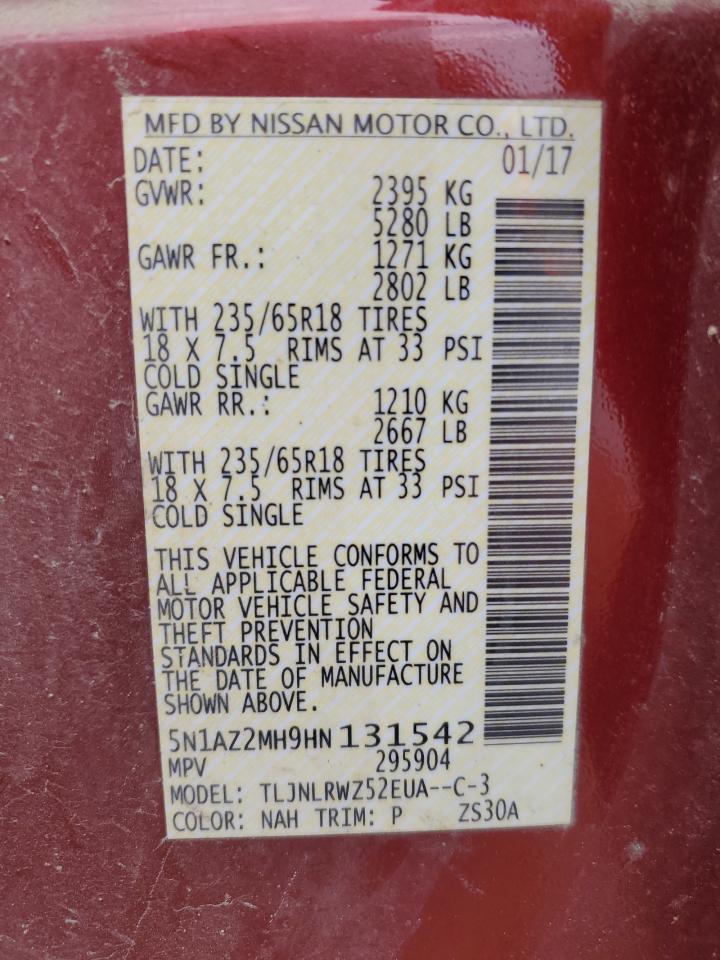 MFD BY NISSAN MOTOR CO., LTD.
DATE: 01/17
GVWR: 2395 KG
5280 LB
GAWR FR.: 1271 KG
2802 LB
WITH 235/65R18 TIRES
18 X 7.5 RIMS AT 33 PSI
COLD SINGLE
GAWR RR.: 1210 KG
2667 LB
WITH 235/65R18 TIRES
18 X 7.5 RIMS AT 33 PSI
COLD SINGLE
THIS VEHICLE CONFORMS TO
ALL APPLICABLE FEDERAL
MOTOR VEHICLE SAFETY AND
THEFT PREVENTION
STANDARDS IN EFFECT ON
THE DATE OF MANUFACTURE
SHOWN ABOVE.
5N1AZ2MH9HN131542
MPV 295904
MODEL: TLJNLRWZ52EUA--C-3
COLOR: NAH TRIM: P ZS30A